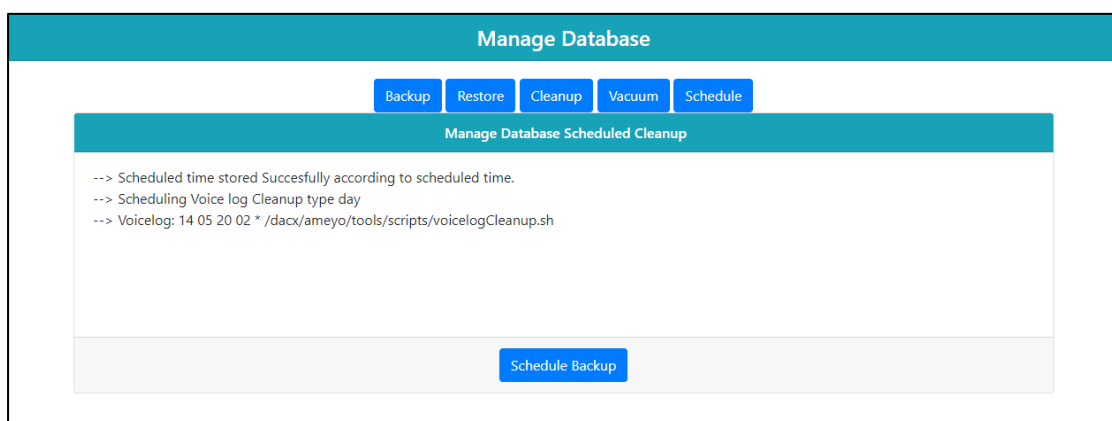 Manage Database
Backup Restore Cleanup Vacuum Schedule
Manage Database Scheduled Cleanup
--> Scheduled time stored Succesfully according to scheduled time.
--> Scheduling Voice log Cleanup type day
--> Voicelog: 14 05 20 02 * /dacx/ameyo/tools/scripts/voicelogCleanup.sh
Schedule Backup